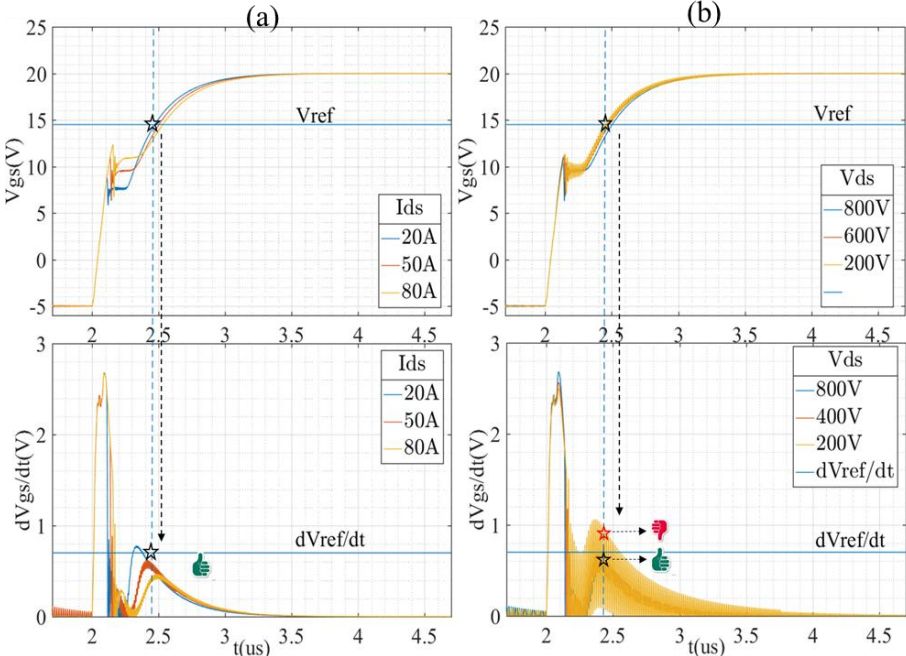 (a)
25
20
15
10
5
0
-5
Vgs(V)
Vref
Ids
20A
50A
80A
2
2.5
3
3.5
4
4.5
3
2
1
0
dVgs/dt(V)
Ids
20A
50A
80A
dVref/dt
2
2.5
3
3.5
4
4.5
t(us)
(b)
25
20
15
10
5
0
-5
Vgs(V)
Vref
Vds
800V
600V
200V
2
2.5
3
3.5
4
4.5
3
2
1
0
dVgs/dt(V)
Vds
800V
400V
200V
dVref/dt
dVref/dt
2
2.5
3
3.5
4
4.5
t(us)